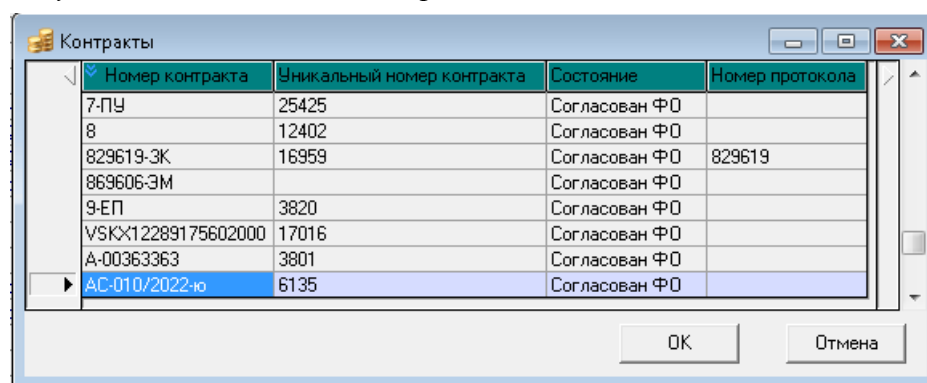 Контракты
Номер контракта Уникальный номер контракта Состояние Номер протокола
7-ПУ 25425 Согласован ФО
8 12402 Согласован ФО
829619-ЗК 16959 Согласован ФО 829619
869606-ЭМ Согласован ФО
9-ЕП 3820 Согласован ФО
VSKX12289175602000 17016 Согласован ФО
А-00363363 3801 Согласован ФО
АС-010/2022-ю 6135 Согласован ФО
OK Отмена